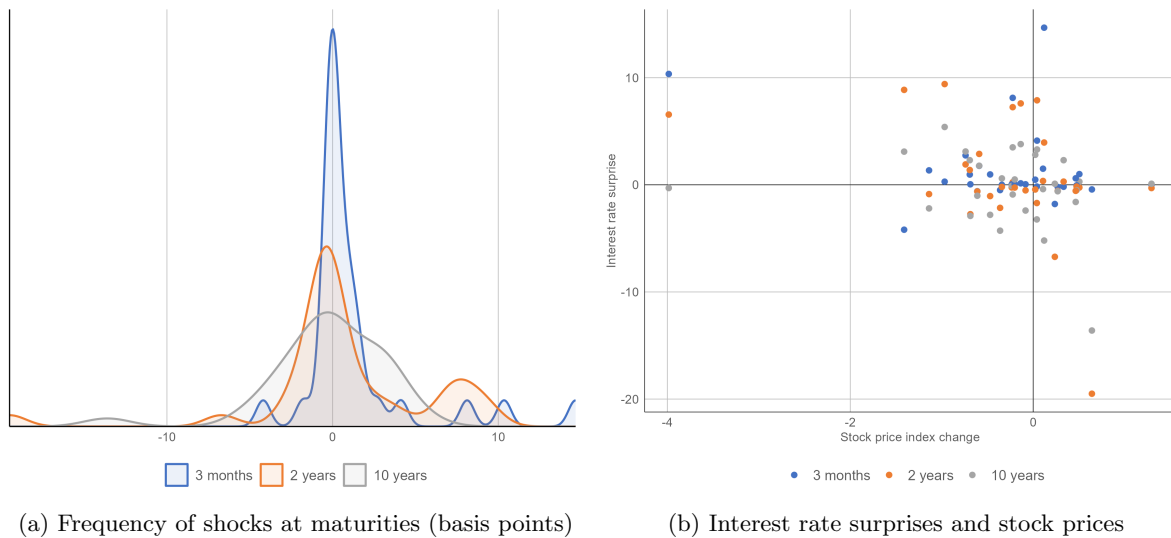 -10 0 10
3 months 2 years 10 years
(a) Frequency of shocks at maturities (basis points)
Interest rate surprise
10
0
-10
-20
-4 -2 0
Stock price index change
3 months 2 years 10 years
(b) Interest rate surprises and stock prices